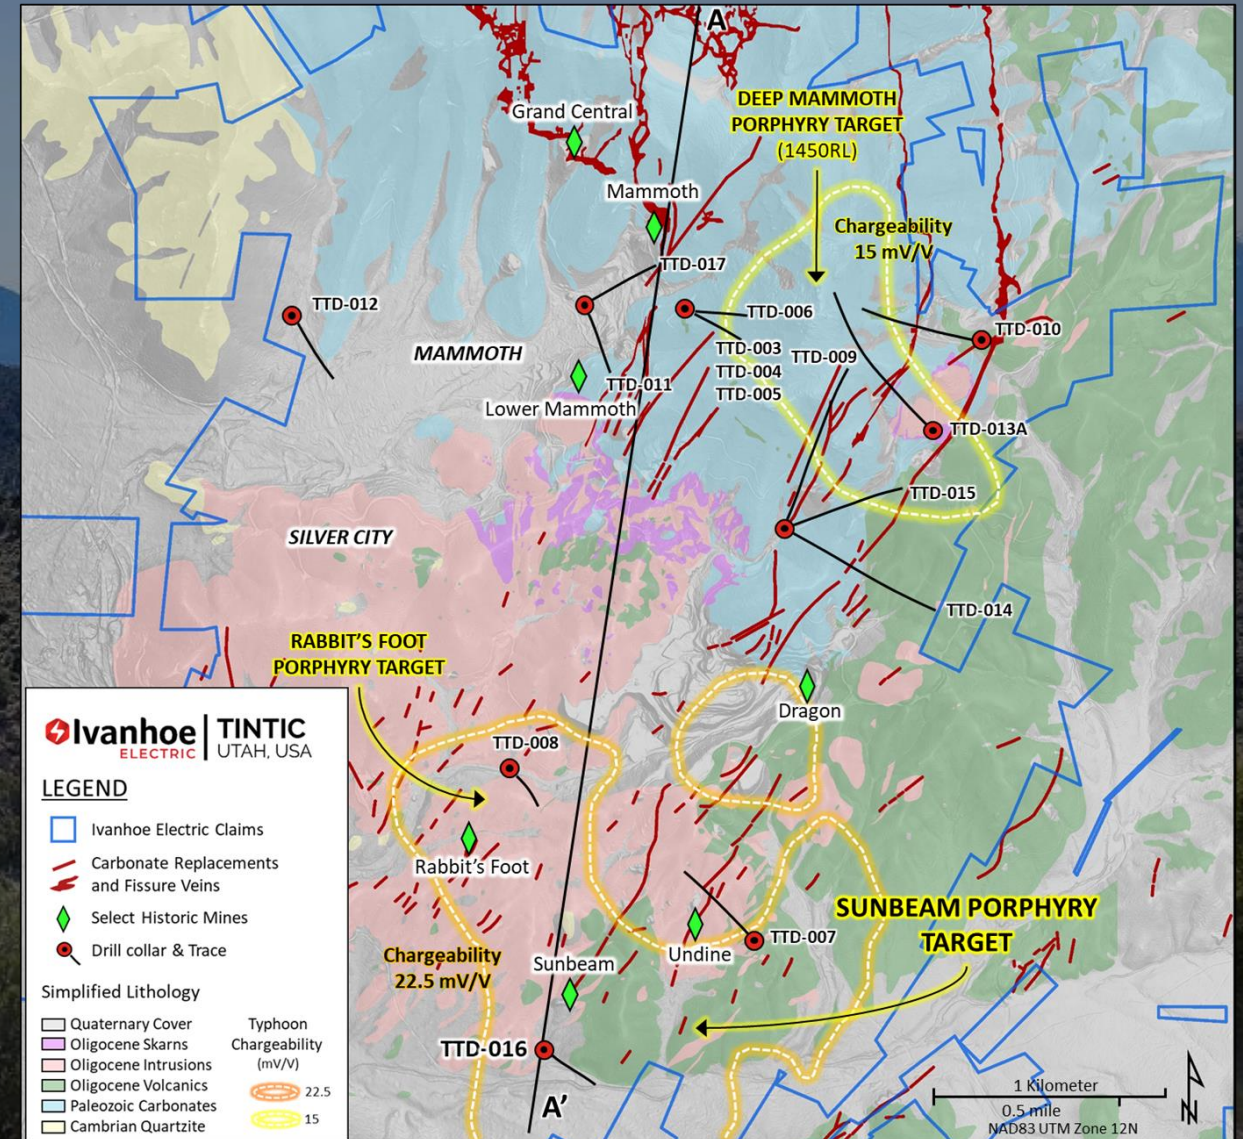 A
DEEP MAMMOTH
PORPHYRY TARGET
(1450RL)
Grand Central
Mammoth
Chargeability
15 mV/V
TTD-017
TTD-012
TTD-006
TTD-010
MAMMOTH
TTD-003
TTD-009
TTD-004
TTD-011
TTD-005
Lower Mammoth
TTD-013A
TTD-015
SILVER CITY
TTD-014
RABBIT'S FOOT
PORPHYRY TARGET
Dragon
TTD-008
Rabbit's Foot
SUNBEAM PORPHYRY
TARGET
TTD-007
Undine
Chargeability
22.5 mV/V
Sunbeam
TTD-016
A'
Ivanhoe
ELECTRIC
TINTIC
UTAH, USA
LEGEND
Ivanhoe Electric Claims
Carbonate Replacements
and Fissure Veins
Select Historic Mines
Drill collar & Trace
Simplified Lithology
Quaternary Cover
Oligocene Skarns
Oligocene Intrusions
Oligocene Volcanics
Paleozoic Carbonates
Cambrian Quartzite
Typhoon
Chargeability
(mV/V)
22.5
15
1 Kilometer
0.5 mile
NAD83 UTM Zone 12N
N